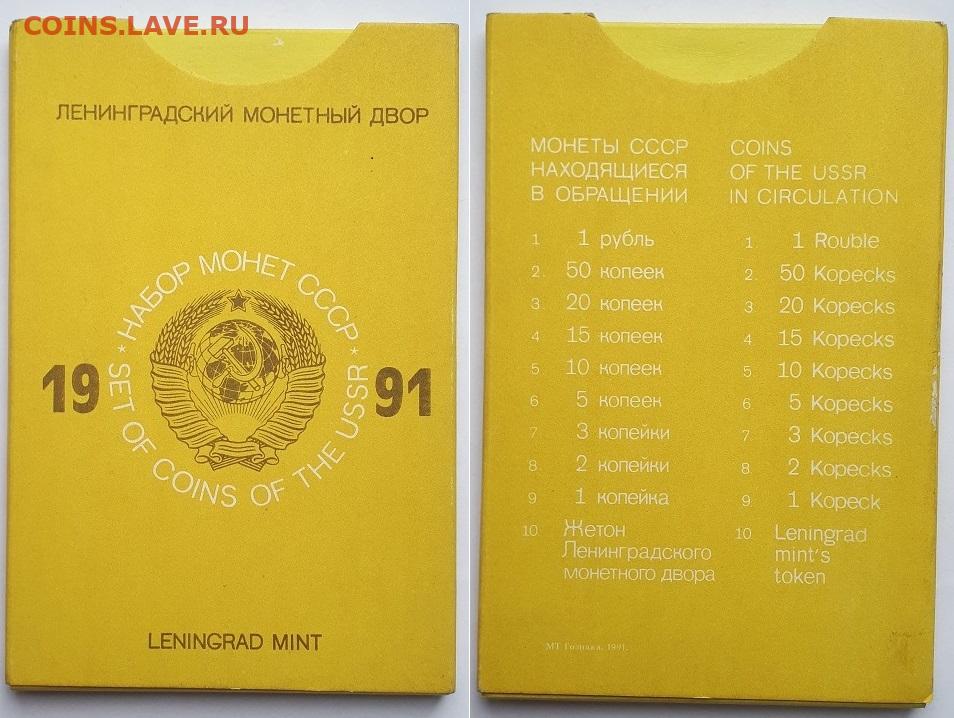 COINS.LAVE.RU
ЛЕНИНГРАДСКИЙ МОНЕТНЫЙ ДВОР
★ НАБОР МОНЕТ СССР ★
19 91
SET OF COINS OF THE USSR
LENINGRAD MINT
МОНЕТЫ СССР
НАХОДЯЩИЕСЯ
В ОБРАЩЕНИИ
1 1 рубль
2. 50 копеек
3. 20 копеек
4 15 копеек
5. 10 копеек
6 5 копеек
7 3 копейки
8. 2 копейки
9 1 копейка
10 Жетон
Ленинградского
монетного двора
COINS
OF THE USSR
IN CIRCULATION
1. 1 Rouble
2. 50 Kopecks
3. 20 Kopecks
4 15 Kopecks
5. 10 Kopecks
6. 5 Kopecks
7. 3 Kopecks
8. 2 Kopecks
9. 1 Kopeck
10. Leningrad
mint's
token
МТ Гознака. 1991.